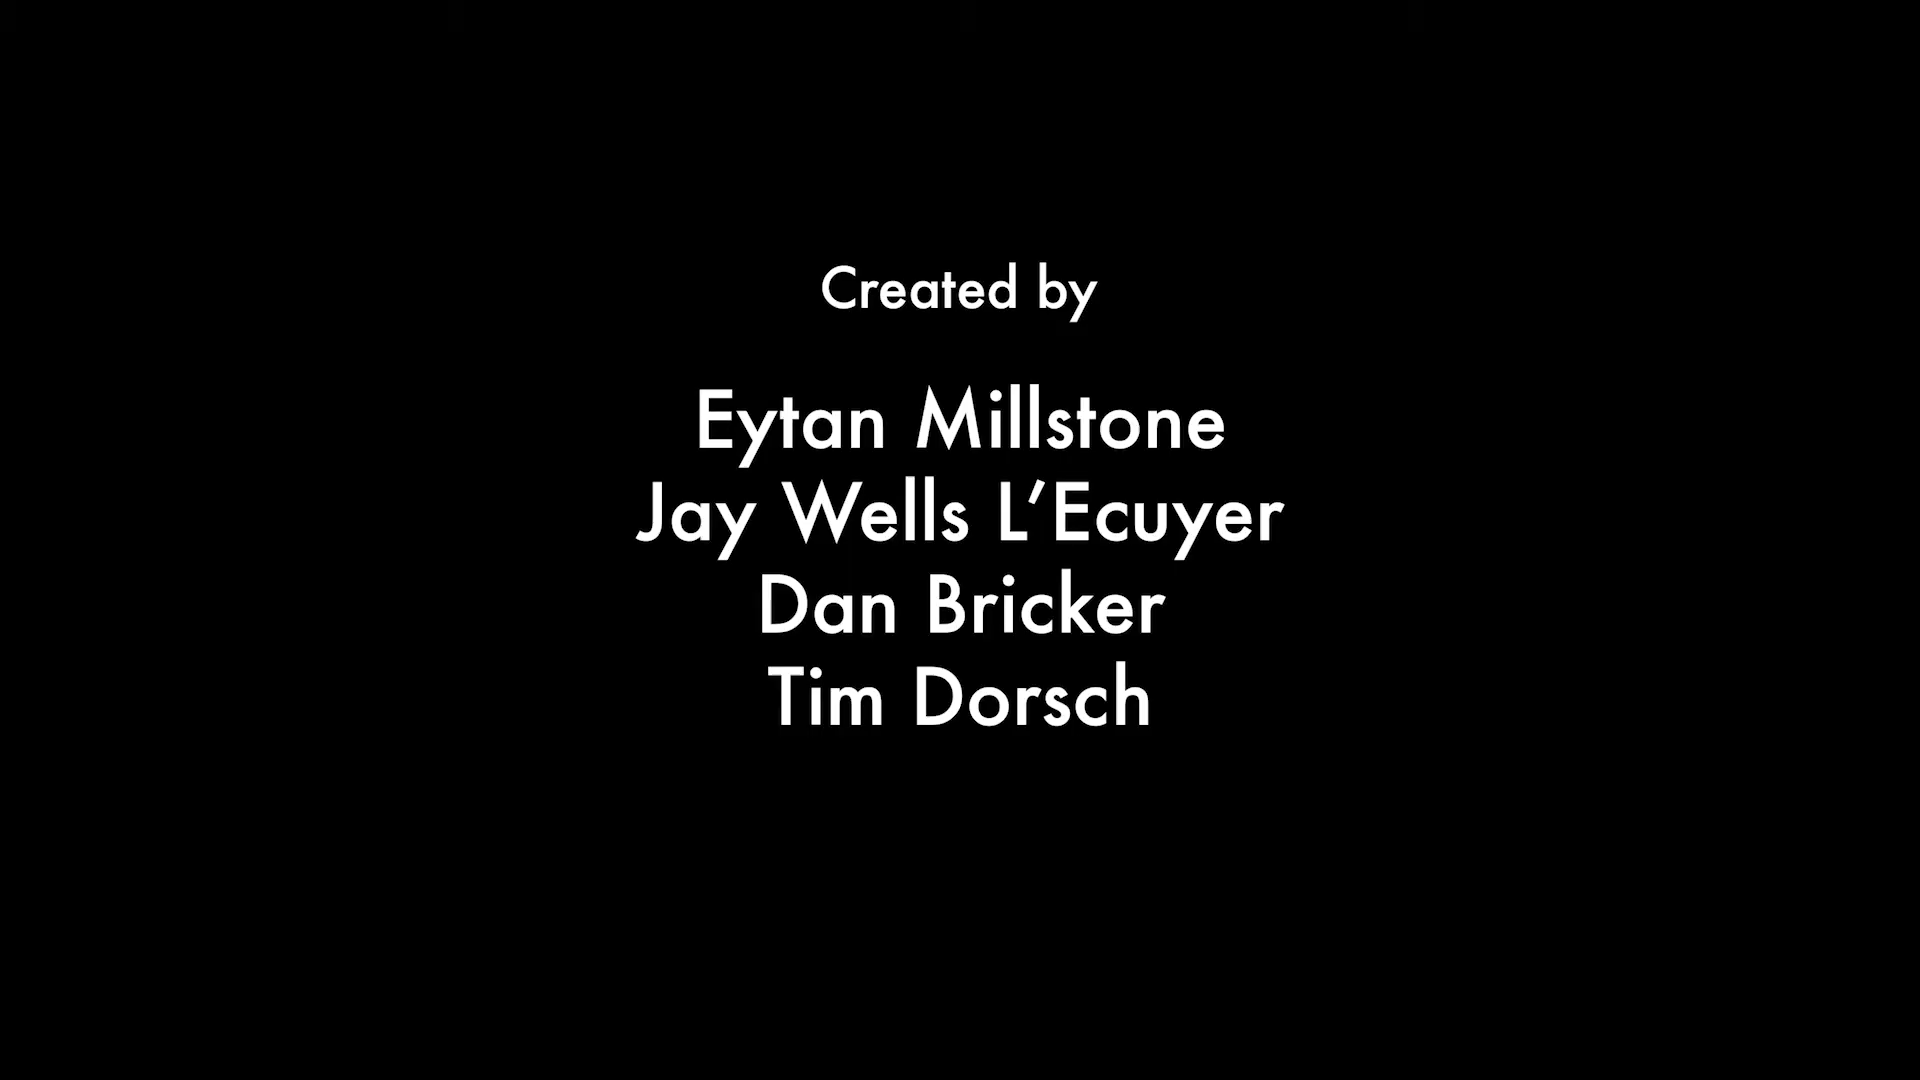 Created by
Eytan Millstone
Jay Wells L’Ecuyer
Dan Bricker
Tim Dorsch